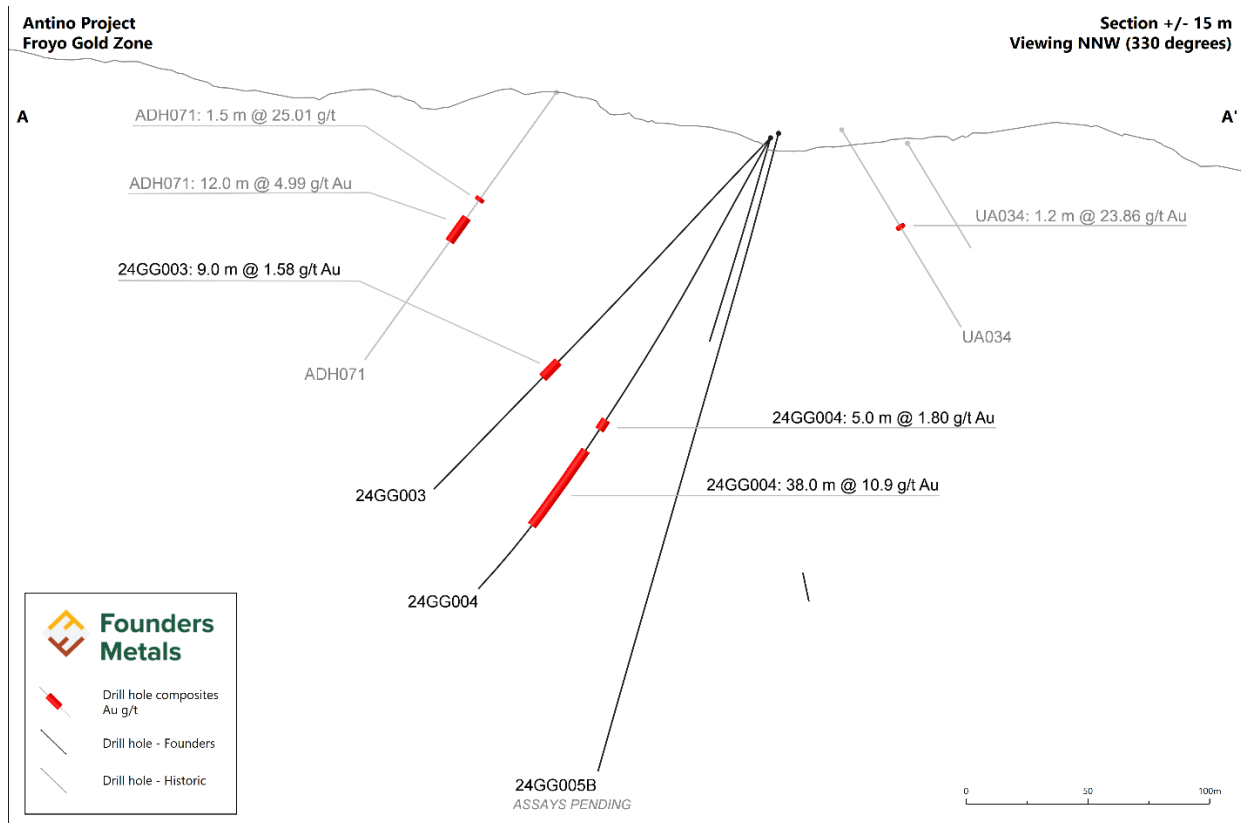 Antino Project
Froyo Gold Zone
Section +/- 15 m
Viewing NNW (330 degrees)
A
A'
ADH071: 1.5 m @ 25.01 g/t
ADH071: 12.0 m @ 4.99 g/t Au
24GG003: 9.0 m @ 1.58 g/t Au
UA034: 1.2 m @ 23.86 g/t Au
UA034
ADH071
24GG004: 5.0 m @ 1.80 g/t Au
24GG004: 38.0 m @ 10.9 g/t Au
24GG003
24GG004
24GG005B
ASSAYS PENDING
Founders
Metals
Drill hole composites
Au g/t
Drill hole - Founders
Drill hole - Historic
0 50 100m